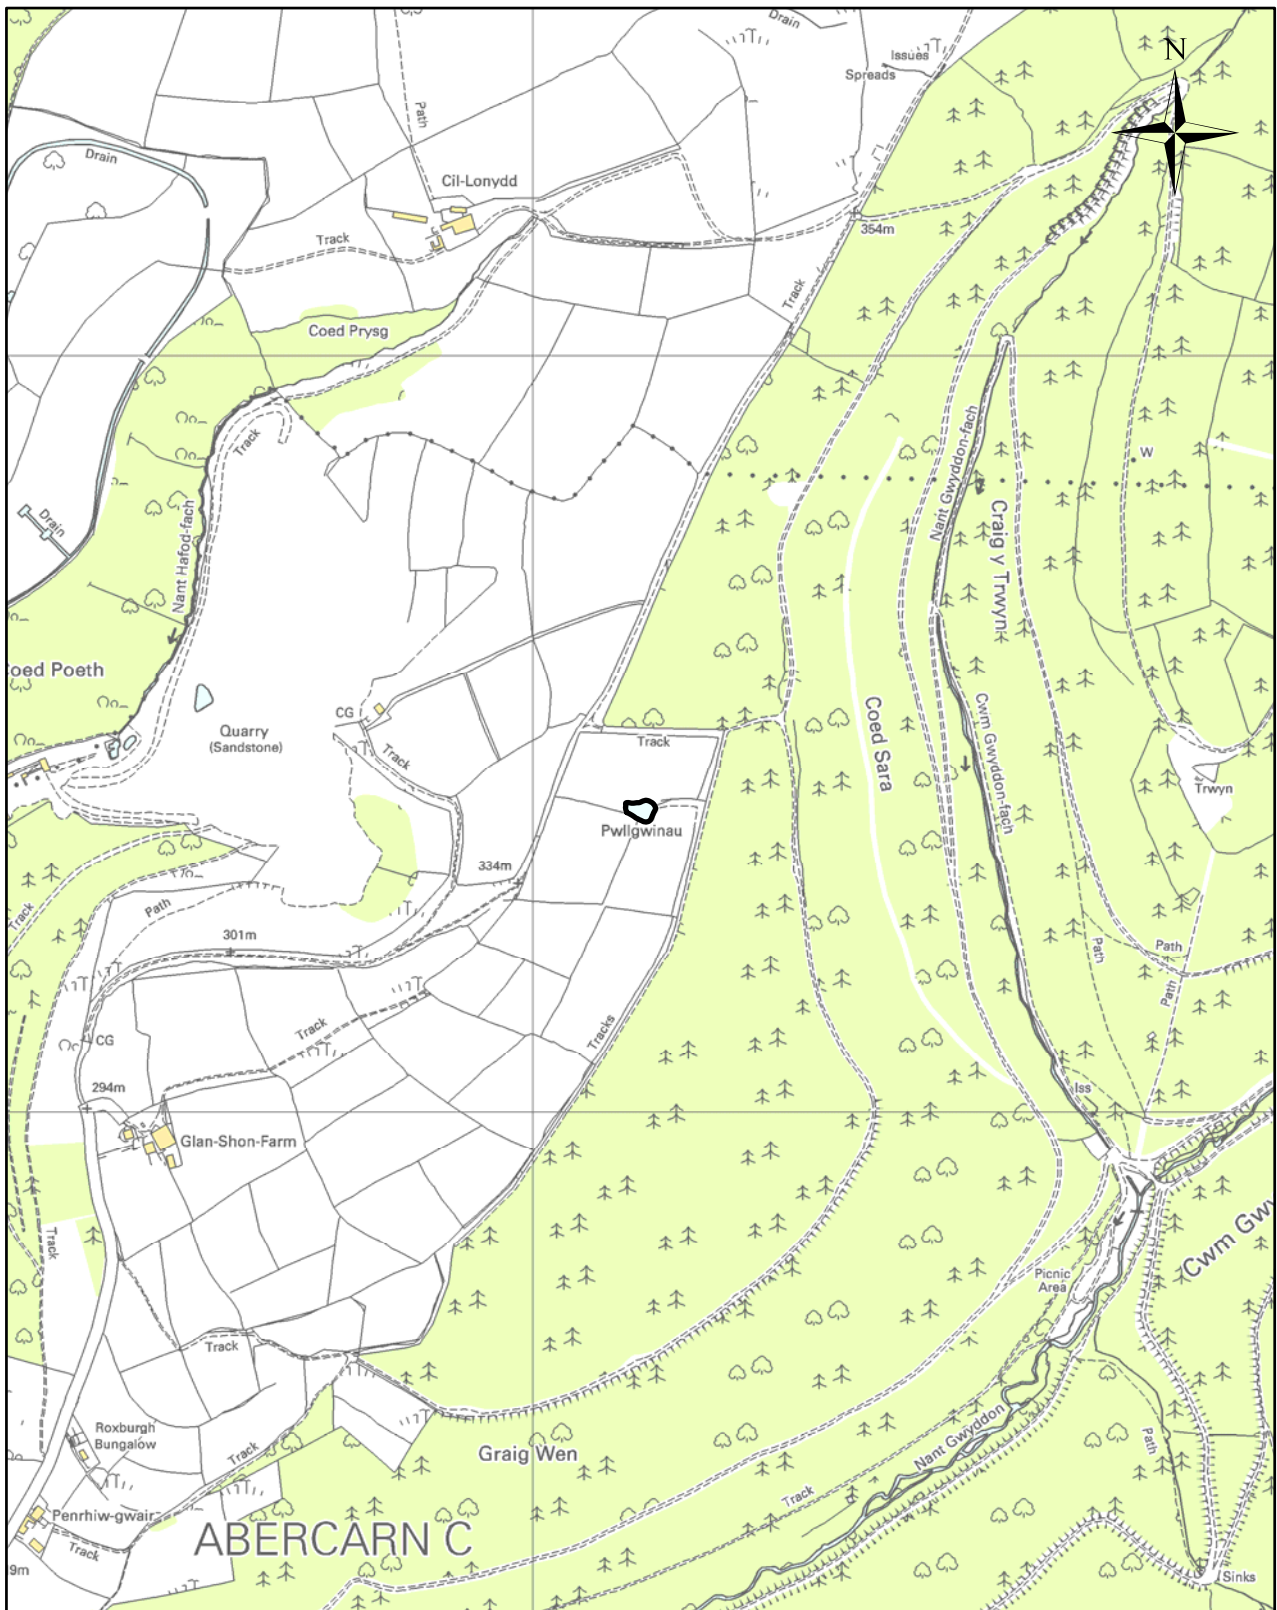 Drain
Issues
Spreads
N
Path
Drain
Cil-Lonydd
Track
354m
Track
Coed Prysg
Nant Gwyddon-fach
Track
W
Drain
Nant Hafod-fach
Craig y Trwyn
Coed Poeth
CG
Quarry
(Sandstone)
Track
Track
Coed Sara
Cwm Gwyddon-fach
Trwyn
Pwllgwinau
334m
Track
Path
301m
Path
Path
Path
Track
Tracks
CG
294m
Iss
Glan-Shon-Farm
Track
Cwm Gwy
Picnic
Area
Track
Roxburgh
Bungalow
Track
Graig Wen
Nant Gwyddon
Path
Track
Penrhiw-gwair
Track
ABERCARN C
9m
Sinks